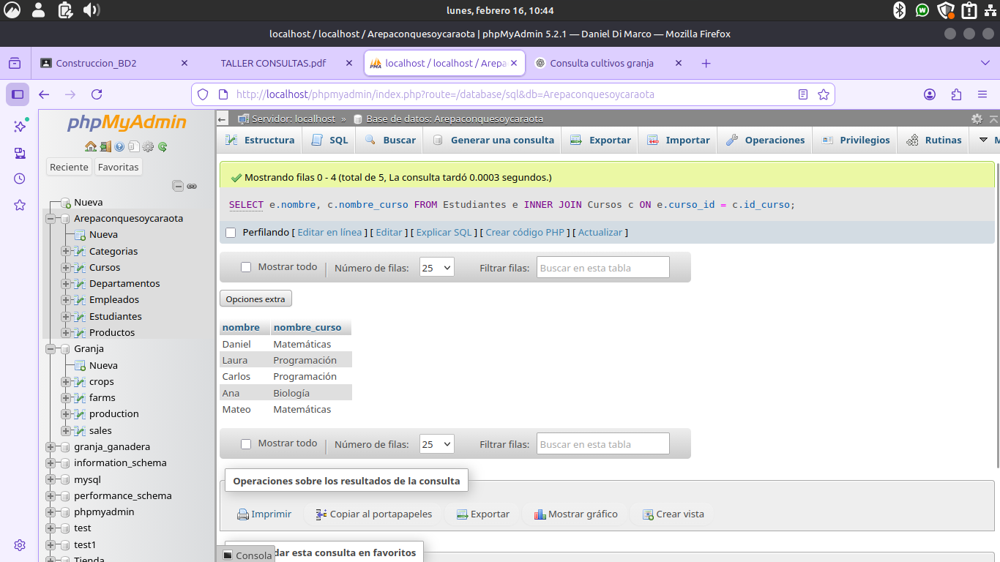 lunes, febrero 16, 10:44
localhost / localhost / Arepaconquesoycaraota | phpMyAdmin 5.2.1 — Daniel Di Marco — Mozilla Firefox
Construccion_BD2
TALLER CONSULTAS.pdf
localhost / localhost / Arepa
Consulta cultivos granja
http://localhost/phpmyadmin/index.php?route=/database/sql&db=Arepaconquesoycaraota
phpMyAdmin
Reciente
Favoritas
Nueva
Arepaconquesoycaraota
Nueva
Categorias
Cursos
Departamentos
Empleados
Estudiantes
Productos
Granja
Nueva
crops
farms
production
sales
granja_ganadera
information_schema
mysql
performance_schema
phpmyadmin
test
test1
Tienda
Servidor: localhost » Base de datos: Arepaconquesoycaraota
Estructura
SQL
Buscar
Generar una consulta
Exportar
Importar
Operaciones
Privilegios
Rutinas
M
Mostrando filas 0 - 4 (total de 5, La consulta tardó 0.0003 segundos.)
SELECT e.nombre, c.nombre_curso FROM Estudiantes e INNER JOIN Cursos c ON e.curso_id = c.id_curso;
Perfilando [ Editar en línea ] [ Editar ] [ Explicar SQL ] [ Crear código PHP ] [ Actualizar ]
Mostrar todo | Número de filas: 25 Filtrar filas: Buscar en esta tabla
Opciones extra
nombre nombre_curso
Daniel Matemáticas
Laura Programación
Carlos Programación
Ana Biología
Mateo Matemáticas
Mostrar todo | Número de filas: 25 Filtrar filas: Buscar en esta tabla
Operaciones sobre los resultados de la consulta
Imprimir Copiar al portapapeles Exportar Mostrar gráfico Crear vista
dar esta consulta en favoritos
Consola